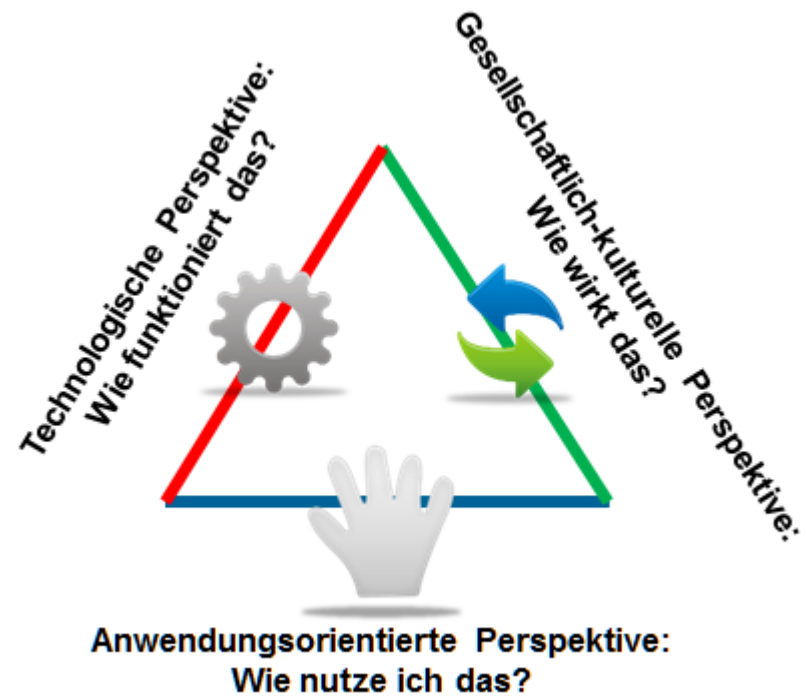 Technologische Perspektive:
Wie funktioniert das?
Gesellschaftlich-kulturelle Perspektive:
Wie wirkt das?
Anwendungsorientierte Perspektive:
Wie nutze ich das?